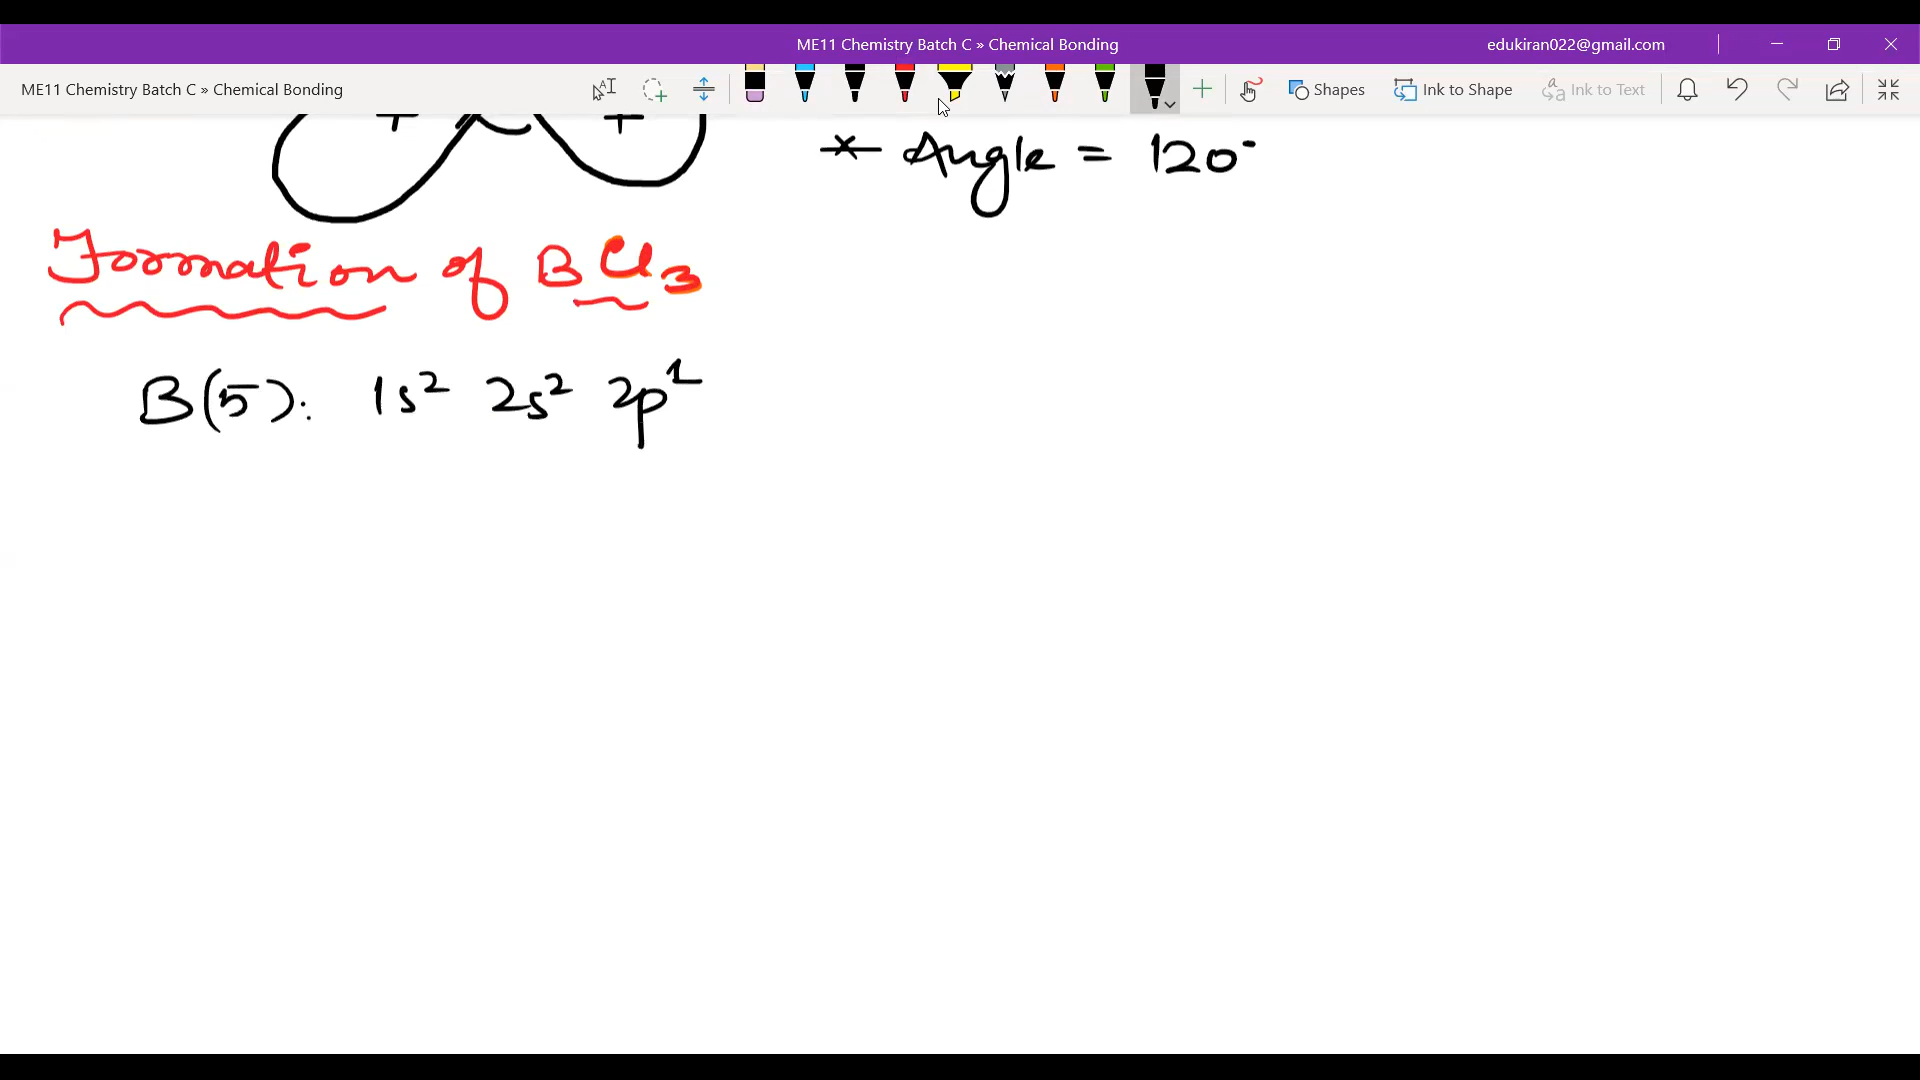 ME11 Chemistry Batch C » Chemical Bonding
edukiran022@gmail.com
ME11 Chemistry Batch C » Chemical Bonding
Shapes
Ink to Shape
Ink to Text
+ +
* Angle = 120°
Formation of BCl₃
B(5): 1s² 2s² 2p¹